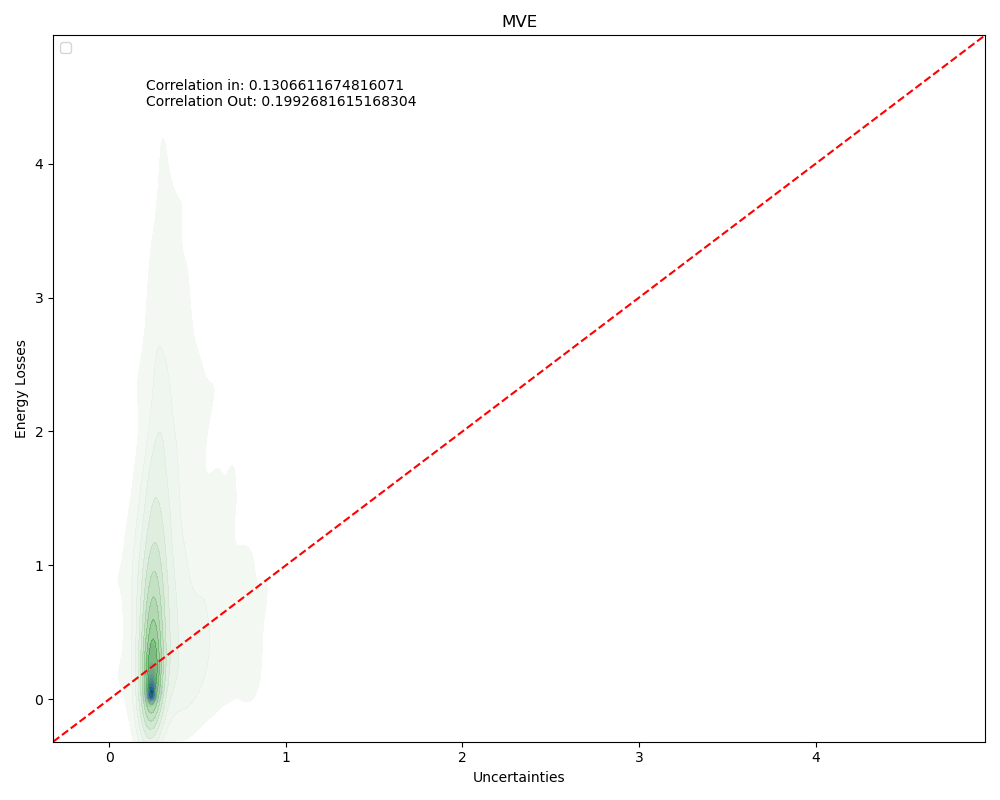 MVE
Correlation in: 0.1306611674816071
Correlation Out: 0.1992681615168304
4
3
2
1
0
Energy Losses
0 1 2 3 4
Uncertainties